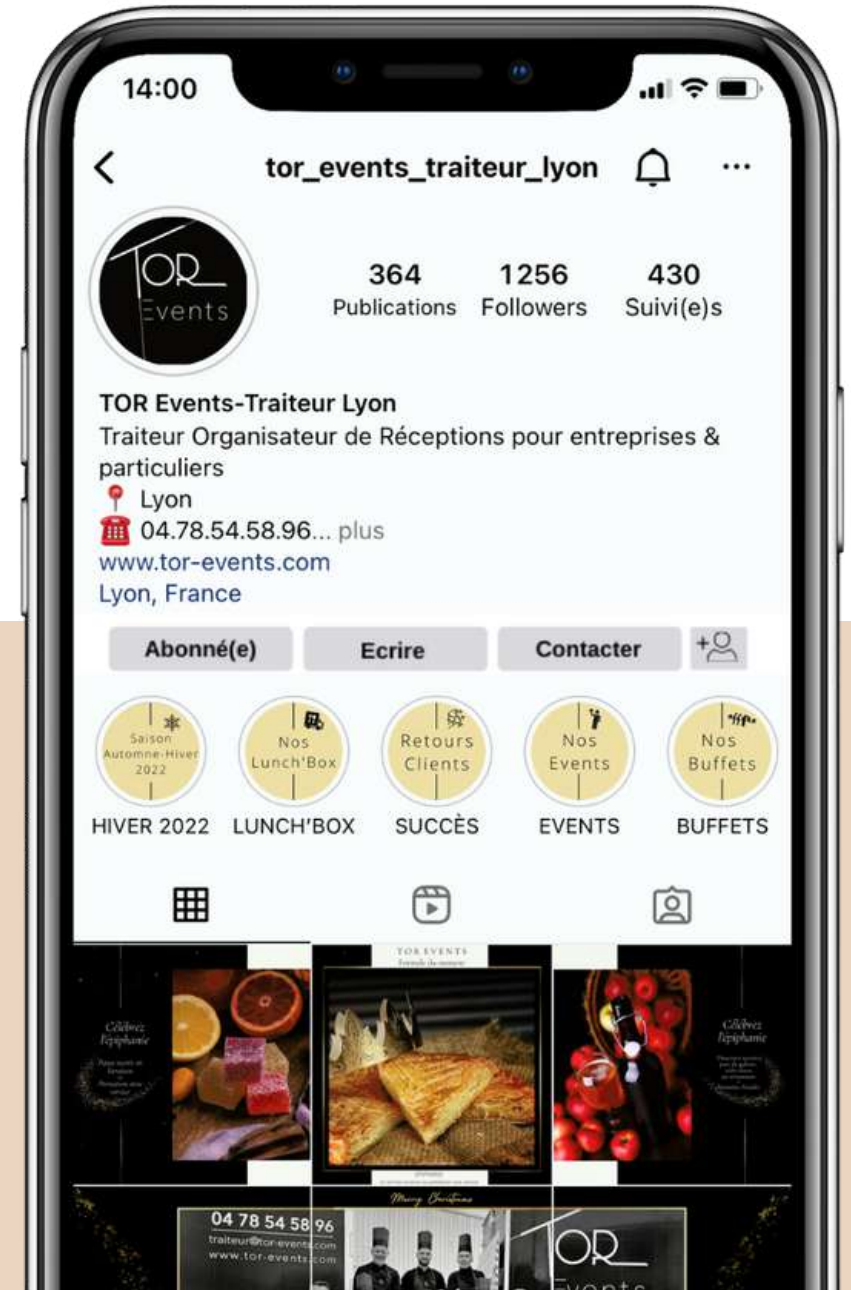 14:00
tor_events_traiteur_lyon
TOR
Events
364
1256
430
Publications
Followers
Suivi(e)s
TOR Events-Traiteur Lyon
Traiteur Organisateur de Réceptions pour entreprises &
particuliers
Lyon
04.78.54.58.96... plus
www.tor-events.com
Lyon, France
Abonné(e)
Ecrire
Contacter
Saison
Automne-Hiver
2022
Nos
Lunch'Box
Retours
Clients
Nos
Events
Nos
Buffets
HIVER 2022
LUNCH'BOX
SUCCÈS
EVENTS
BUFFETS
TOR EVENTS
Formule du moment
Célébrez
l'épiphanie
Célébrez
l'épiphanie
Merry Christmas
04 78 54 58 96
traiteur@tor-events.com
www.tor-events.com
TOR
Events